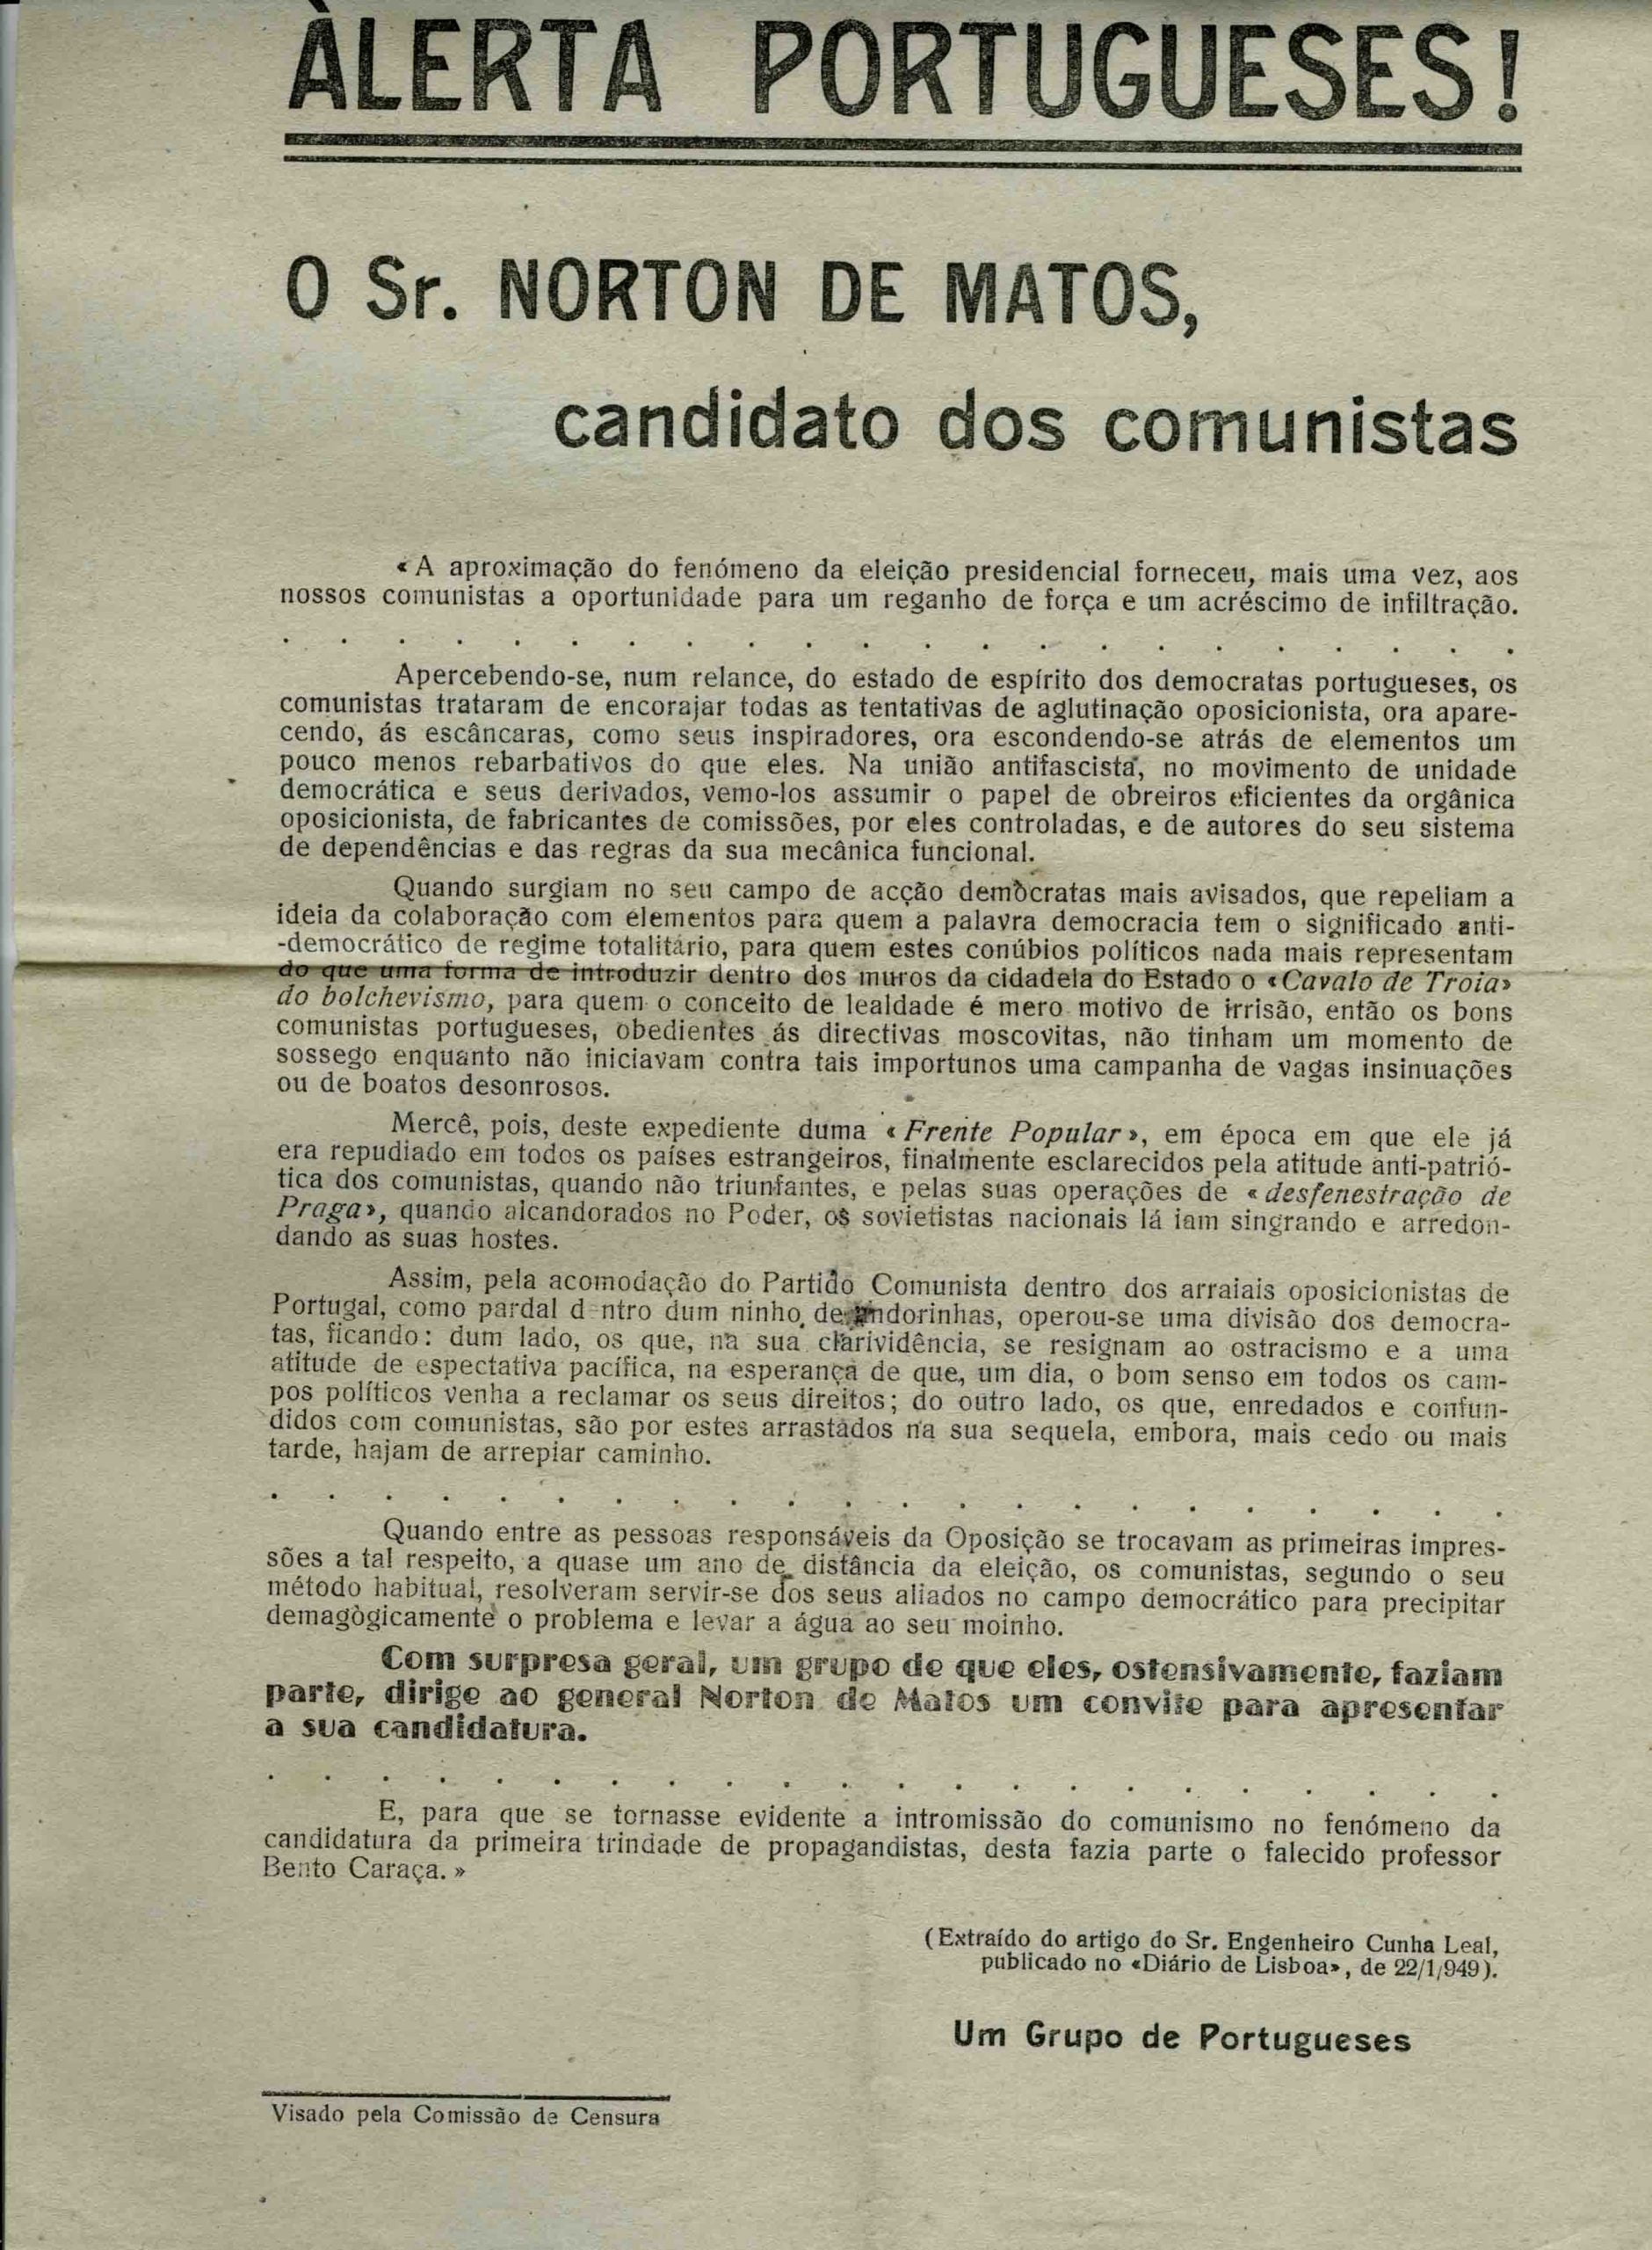 ÀLERTA PORTUGUESES!
O Sr. NORTON DE MATOS,
candidato dos comunistas
«A aproximação do fenómeno da eleição presidencial forneceu, mais uma vez, aos
nossos comunistas a oportunidade para um reganho de força e um acréscimo de infiltração.
. . . . . . . . . . . . . . . . . . . . . .
Apercebendo-se, num relance, do estado de espírito dos democratas portugueses, os
comunistas trataram de encorajar todas as tentativas de aglutinação oposicionista, ora apare-
cendo, ás escâncaras, como seus inspiradores, ora escondendo-se atrás de elementos um
pouco menos rebarbativos do que eles. Na união antifascista, no movimento de unidade
democrática e seus derivados, vemo-los assumir o papel de obreiros eficientes da orgânica
oposicionista, de fabricantes de comissões, por eles controladas, e de autores do seu sistema
de dependências e das regras da sua mecânica funcional.
Quando surgiam no seu campo de acção democratas mais avisados, que repeliam a
ideia da colaboração com elementos para quem a palavra democracia tem o significado anti-
-democrático de regime totalitário, para quem estes conúbios políticos nada mais representam
do que uma forma de introduzir dentro dos muros da cidadela do Estado o «Cavalo de Troia»
do bolchevismo, para quem o conceito de lealdade é mero motivo de irrisão, então os bons
comunistas portugueses, obedientes ás directivas moscovitas, não tinham um momento de
sossego enquanto não iniciavam contra tais importunos uma campanha de vagas insinuações
ou de boatos desonrosos.
Mercê, pois, deste expediente duma «Frente Popular», em época em que ele já
era repudiado em todos os países estrangeiros, finalmente esclarecidos pela atitude anti-patrió-
tica dos comunistas, quando não triunfantes, e pelas suas operações de «desfenestração de
Praga», quando alcandorados no Poder, os sovietistas nacionais lá iam singrando e arredon-
dando as suas hostes.
Assim, pela acomodação do Partido Comunista dentro dos arraiais oposicionistas de
Portugal, como pardal dentro dum ninho de andorinhas, operou-se uma divisão dos democra-
tas, ficando: dum lado, os que, na sua clarividência, se resignam ao ostracismo e a uma
atitude de espectativa pacífica, na esperança de que, um dia, o bom senso em todos os cam-
pos políticos venha a reclamar os seus direitos; do outro lado, os que, enredados e confun-
didos com comunistas, são por estes arrastados na sua sequela, embora, mais cedo ou mais
tarde, hajam de arrepiar caminho.
. . . . . . . . . . . . . . . . . . . . . .
Quando entre as pessoas responsáveis da Oposição se trocavam as primeiras impres-
sões a tal respeito, a quase um ano de distância da eleição, os comunistas, segundo o seu
método habitual, resolveram servir-se dos seus aliados no campo democrático para precipitar
demagògicamente o problema e levar a água ao seu moinho.
Com surpresa geral, um grupo de que eles, ostensivamente, faziam
parte, dirige ao general Norton de Matos um convite para apresentar
a sua candidatura.
. . . . . . . . . . . . . . . . . . . . . .
E, para que se tornasse evidente a intromissão do comunismo no fenómeno da
candidatura da primeira trindade de propagandistas, desta fazia parte o falecido professor
Bento Caraça.»
(Extraído do artigo do Sr. Engenheiro Cunha Leal,
publicado no «Diário de Lisboa», de 22/1/949).
Um Grupo de Portugueses
Visado pela Comissão de Censura